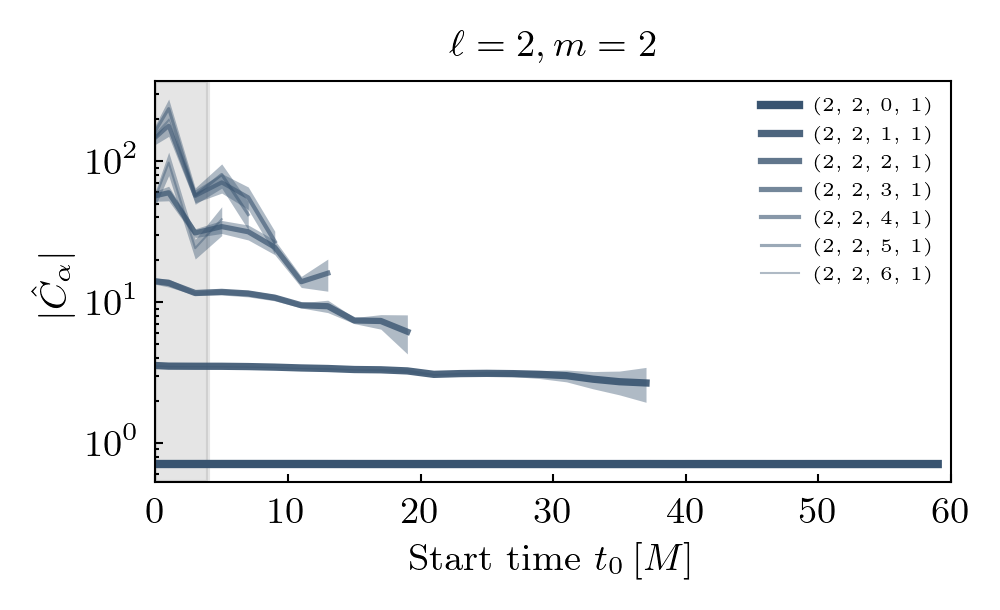 ℓ = 2, m = 2
(2, 2, 0, 1)
(2, 2, 1, 1)
(2, 2, 2, 1)
(2, 2, 3, 1)
(2, 2, 4, 1)
(2, 2, 5, 1)
(2, 2, 6, 1)
|Ĉ_α|
10²
10¹
10⁰
0 10 20 30 40 50 60
Start time t₀ [M]